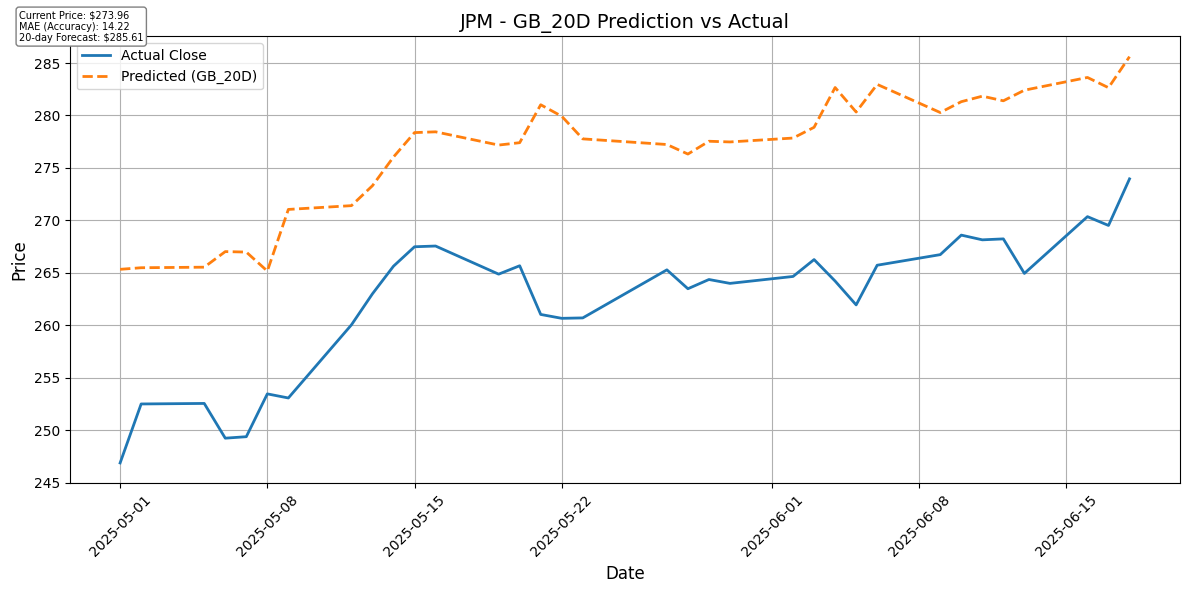 JPM - GB_20D Prediction vs Actual
Current Price: $273.96
MAE (Accuracy): 14.22
20-day Forecast: $285.61
Actual Close
Predicted (GB_20D)
Price
285
280
275
270
265
260
255
250
245
2025-05-01
2025-05-08
2025-05-15
2025-05-22
2025-06-01
2025-06-08
2025-06-15
Date